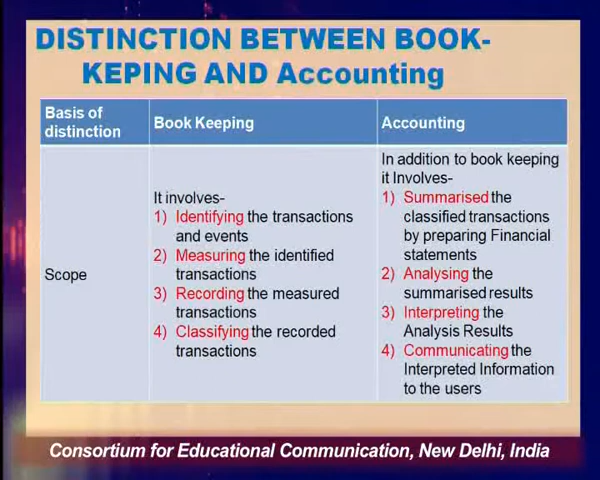 DISTINCTION BETWEEN BOOK-
KEPING AND Accounting
Basis of
distinction
Book Keeping
Accounting
Scope
It involves-
1) Identifying the transactions
and events
2) Measuring the identified
transactions
3) Recording the measured
transactions
4) Classifying the recorded
transactions
In addition to book keeping
it Involves-
1) Summarised the
classified transactions
by preparing Financial
statements
2) Analysing the
summarised results
3) Interpreting the
Analysis Results
4) Communicating the
Interpreted Information
to the users
Consortium for Educational Communication, New Delhi, India